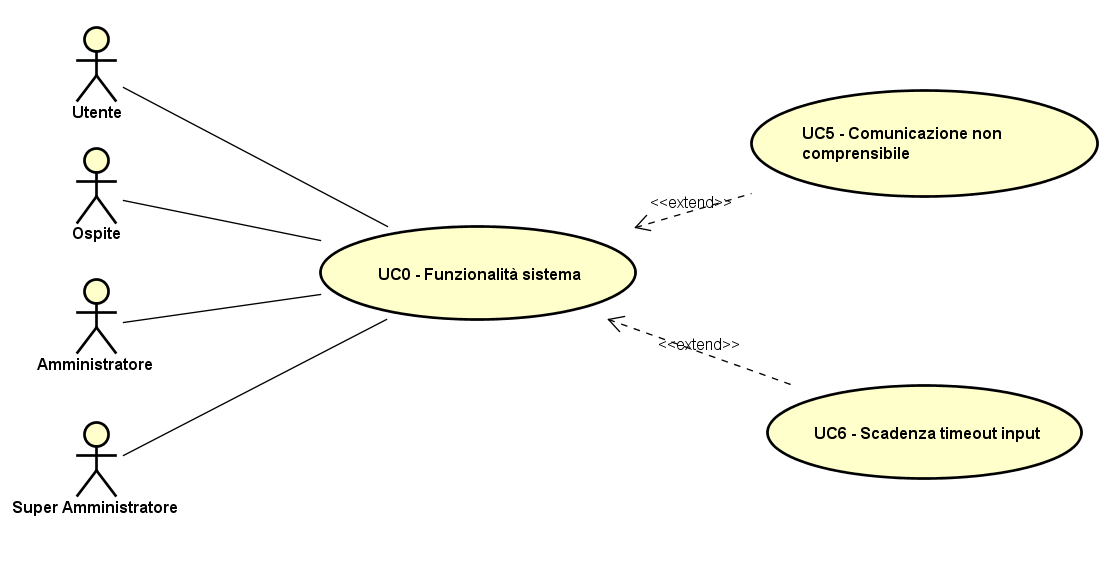 Utente
Ospite
Amministratore
Super Amministratore
UC0 - Funzionalità sistema
<<extend>>
<<extend>>
UC5 - Comunicazione non
comprensibile
UC6 - Scadenza timeout input